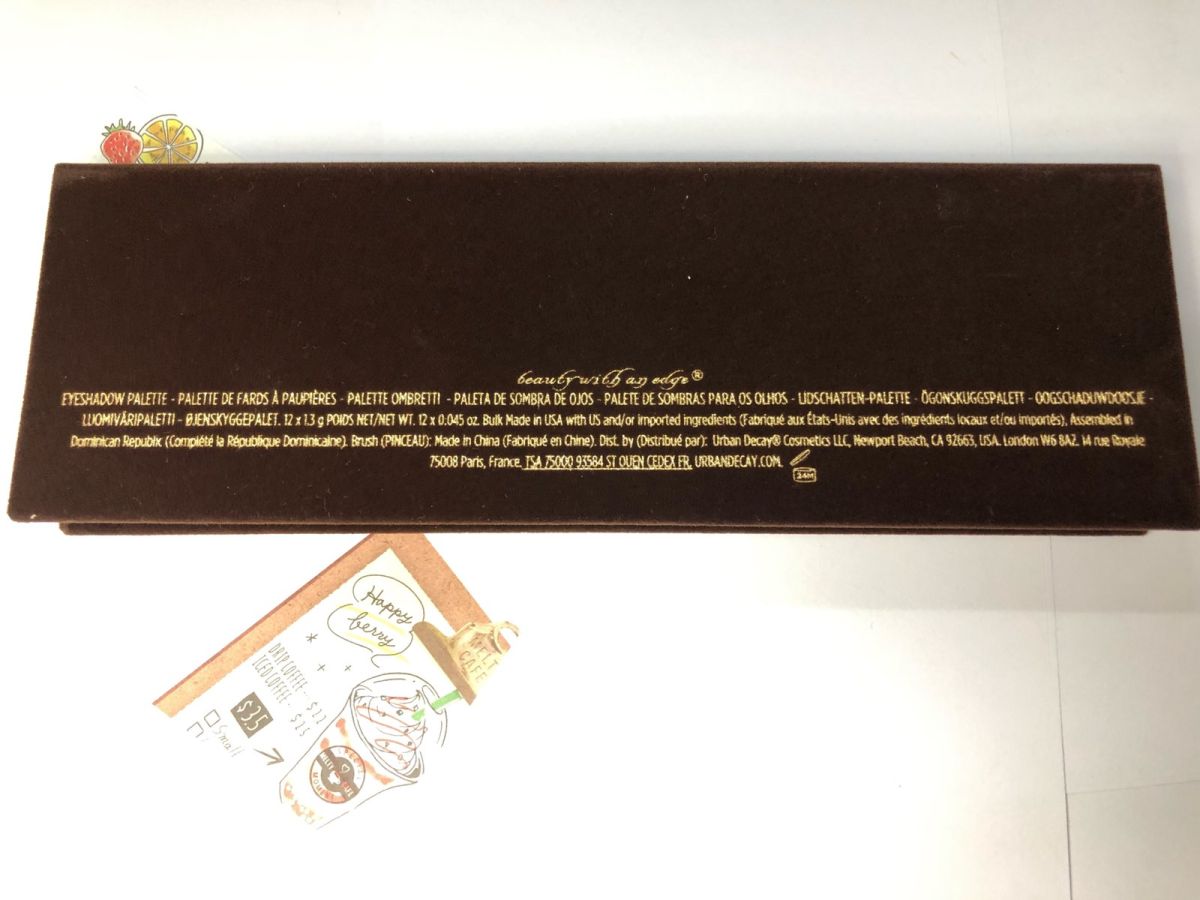 beauty with an edge®
EYESHADOW PALETTE - PALETTE DE FARDS À PAUPIÈRES - PALETTE OMBRETTI - PALETA DE SOMBRA DE OJOS - PALETE DE SOMBRAS PARA OS OLHOS - LIDSCHATTEN-PALETTE - ÖGONSKUGGSPALETT - OOGSCHADUWDOOSJE -
LUOMIVÄRIPALETTI - ØJENSKYGGEPALET. 12 x 1.3 g POIDS NET/NET WT. 12 x 0.045 oz. Bulk Made in USA with US and/or imported ingredients (Fabriqué aux États-Unis avec des ingrédients locaux et/ou importés), Assembled in
Dominican Republic (Complété la République Dominicaine). Brush (PINCEAU): Made in China (Fabriqué en Chine). Dist. by (Distribué par): Urban Decay® Cosmetics LLC, Newport Beach, CA 92663, USA. London W6 8AZ. 14 rue Royale
75008 Paris, France. TSA 75000 93584 ST OUEN CEDEX FR. URBANDECAY.COM.
24M
Happy
berry
MELT
CAFE
DRIP COFFEE - $22
ICED COFFEE - $25
$35
Small